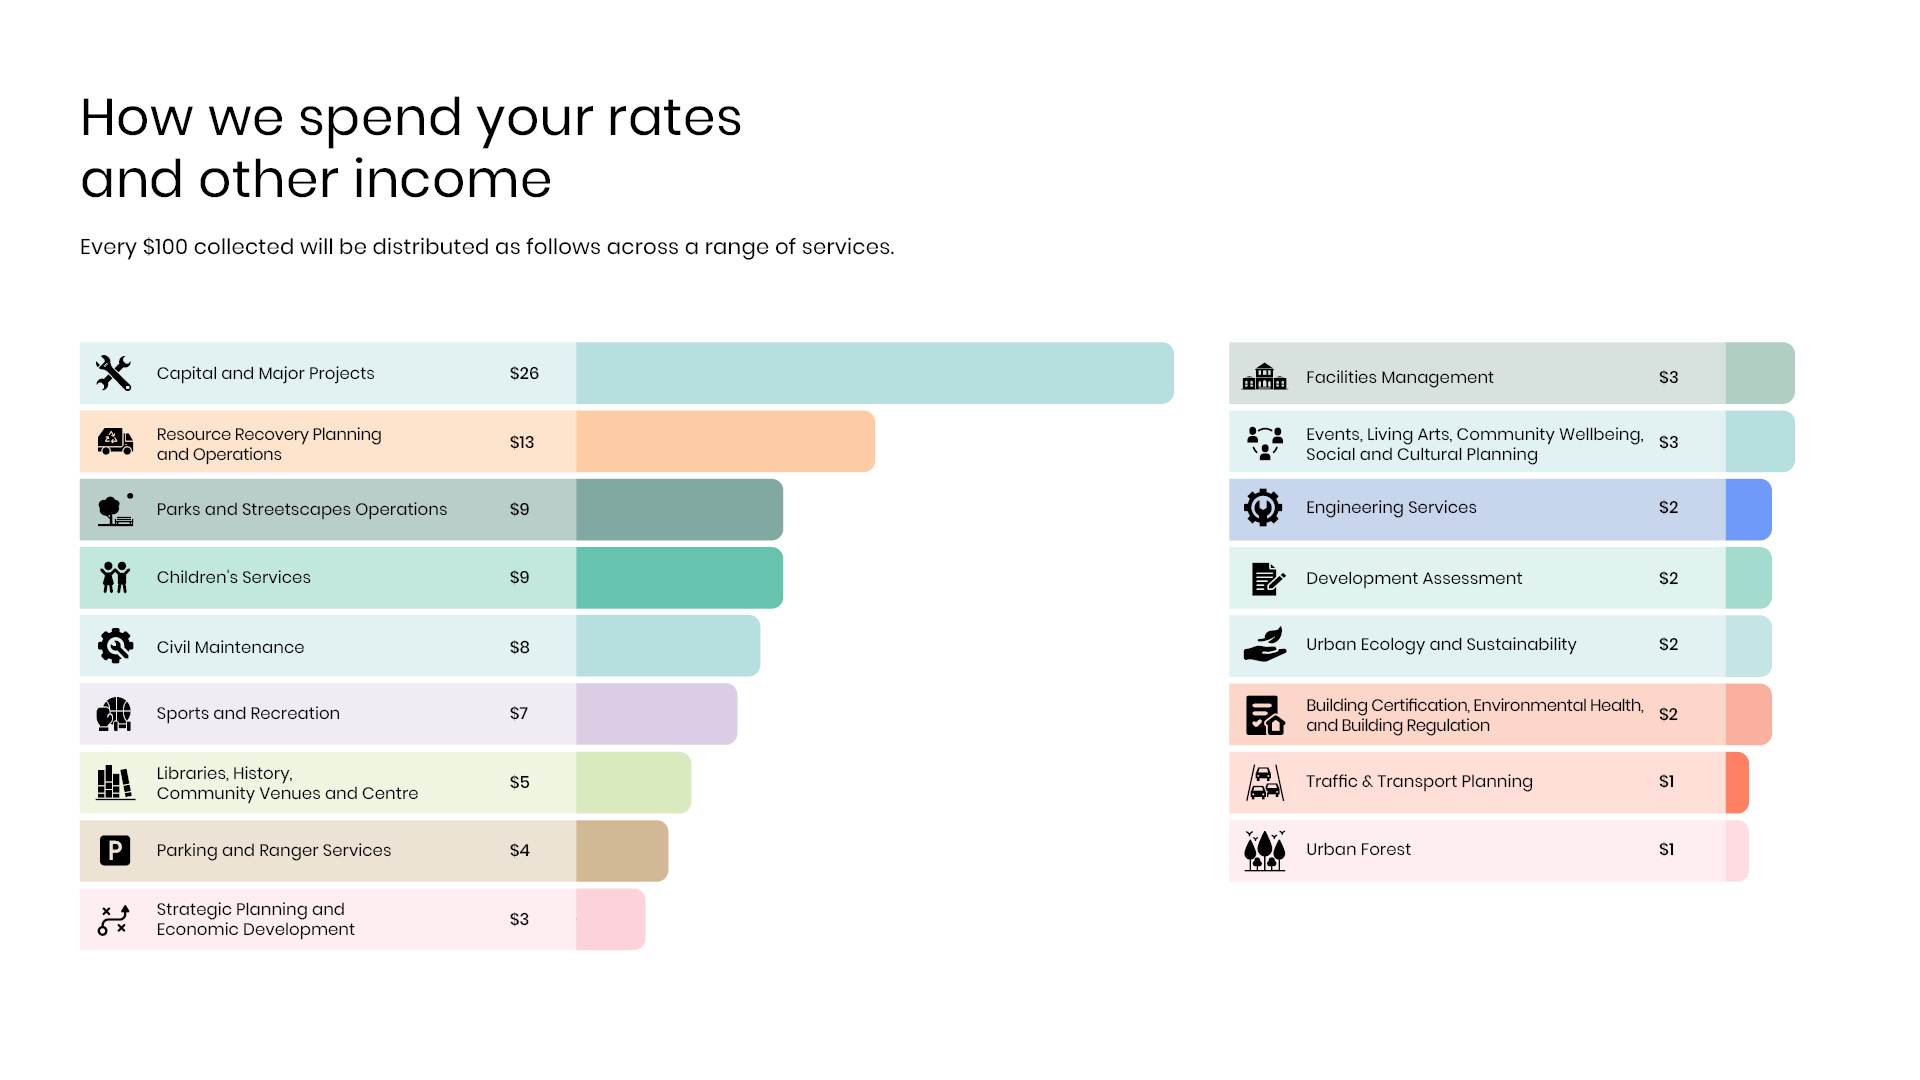 How we spend your rates
and other income
Every $100 collected will be distributed as follows across a range of services.
Capital and Major Projects $26
Resource Recovery Planning
and Operations $13
Parks and Streetscapes Operations $9
Children's Services $9
Civil Maintenance $8
Sports and Recreation $7
Libraries, History,
Community Venues and Centre $5
P Parking and Ranger Services $4
Strategic Planning and
Economic Development $3
Facilities Management $3
Events, Living Arts, Community Wellbeing,
Social and Cultural Planning $3
Engineering Services $2
Development Assessment $2
Urban Ecology and Sustainability $2
Building Certification, Environmental Health,
and Building Regulation $2
Traffic & Transport Planning $1
Urban Forest $1